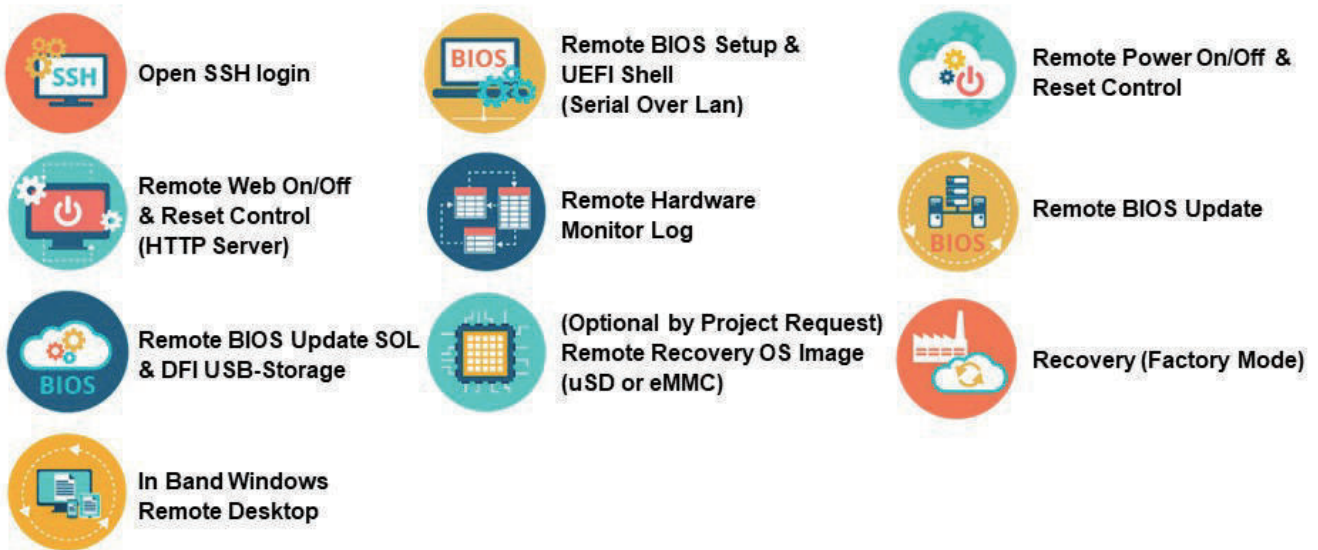 SSH
Open SSH login
BIOS
Remote BIOS Setup &
UEFI Shell
(Serial Over Lan)
Remote Power On/Off &
Reset Control
Remote Web On/Off
& Reset Control
(HTTP Server)
Remote Hardware
Monitor Log
BIOS
Remote BIOS Update
BIOS
Remote BIOS Update SOL
& DFI USB-Storage
(Optional by Project Request)
Remote Recovery OS Image
(uSD or eMMC)
Recovery (Factory Mode)
In Band Windows
Remote Desktop